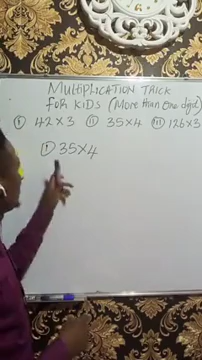 MULTIPLICATION TRICK
FOR KIDS (More than One digit)
(i) 42×3 (ii) 35×4 (iii) 126×3
(i) 35×4